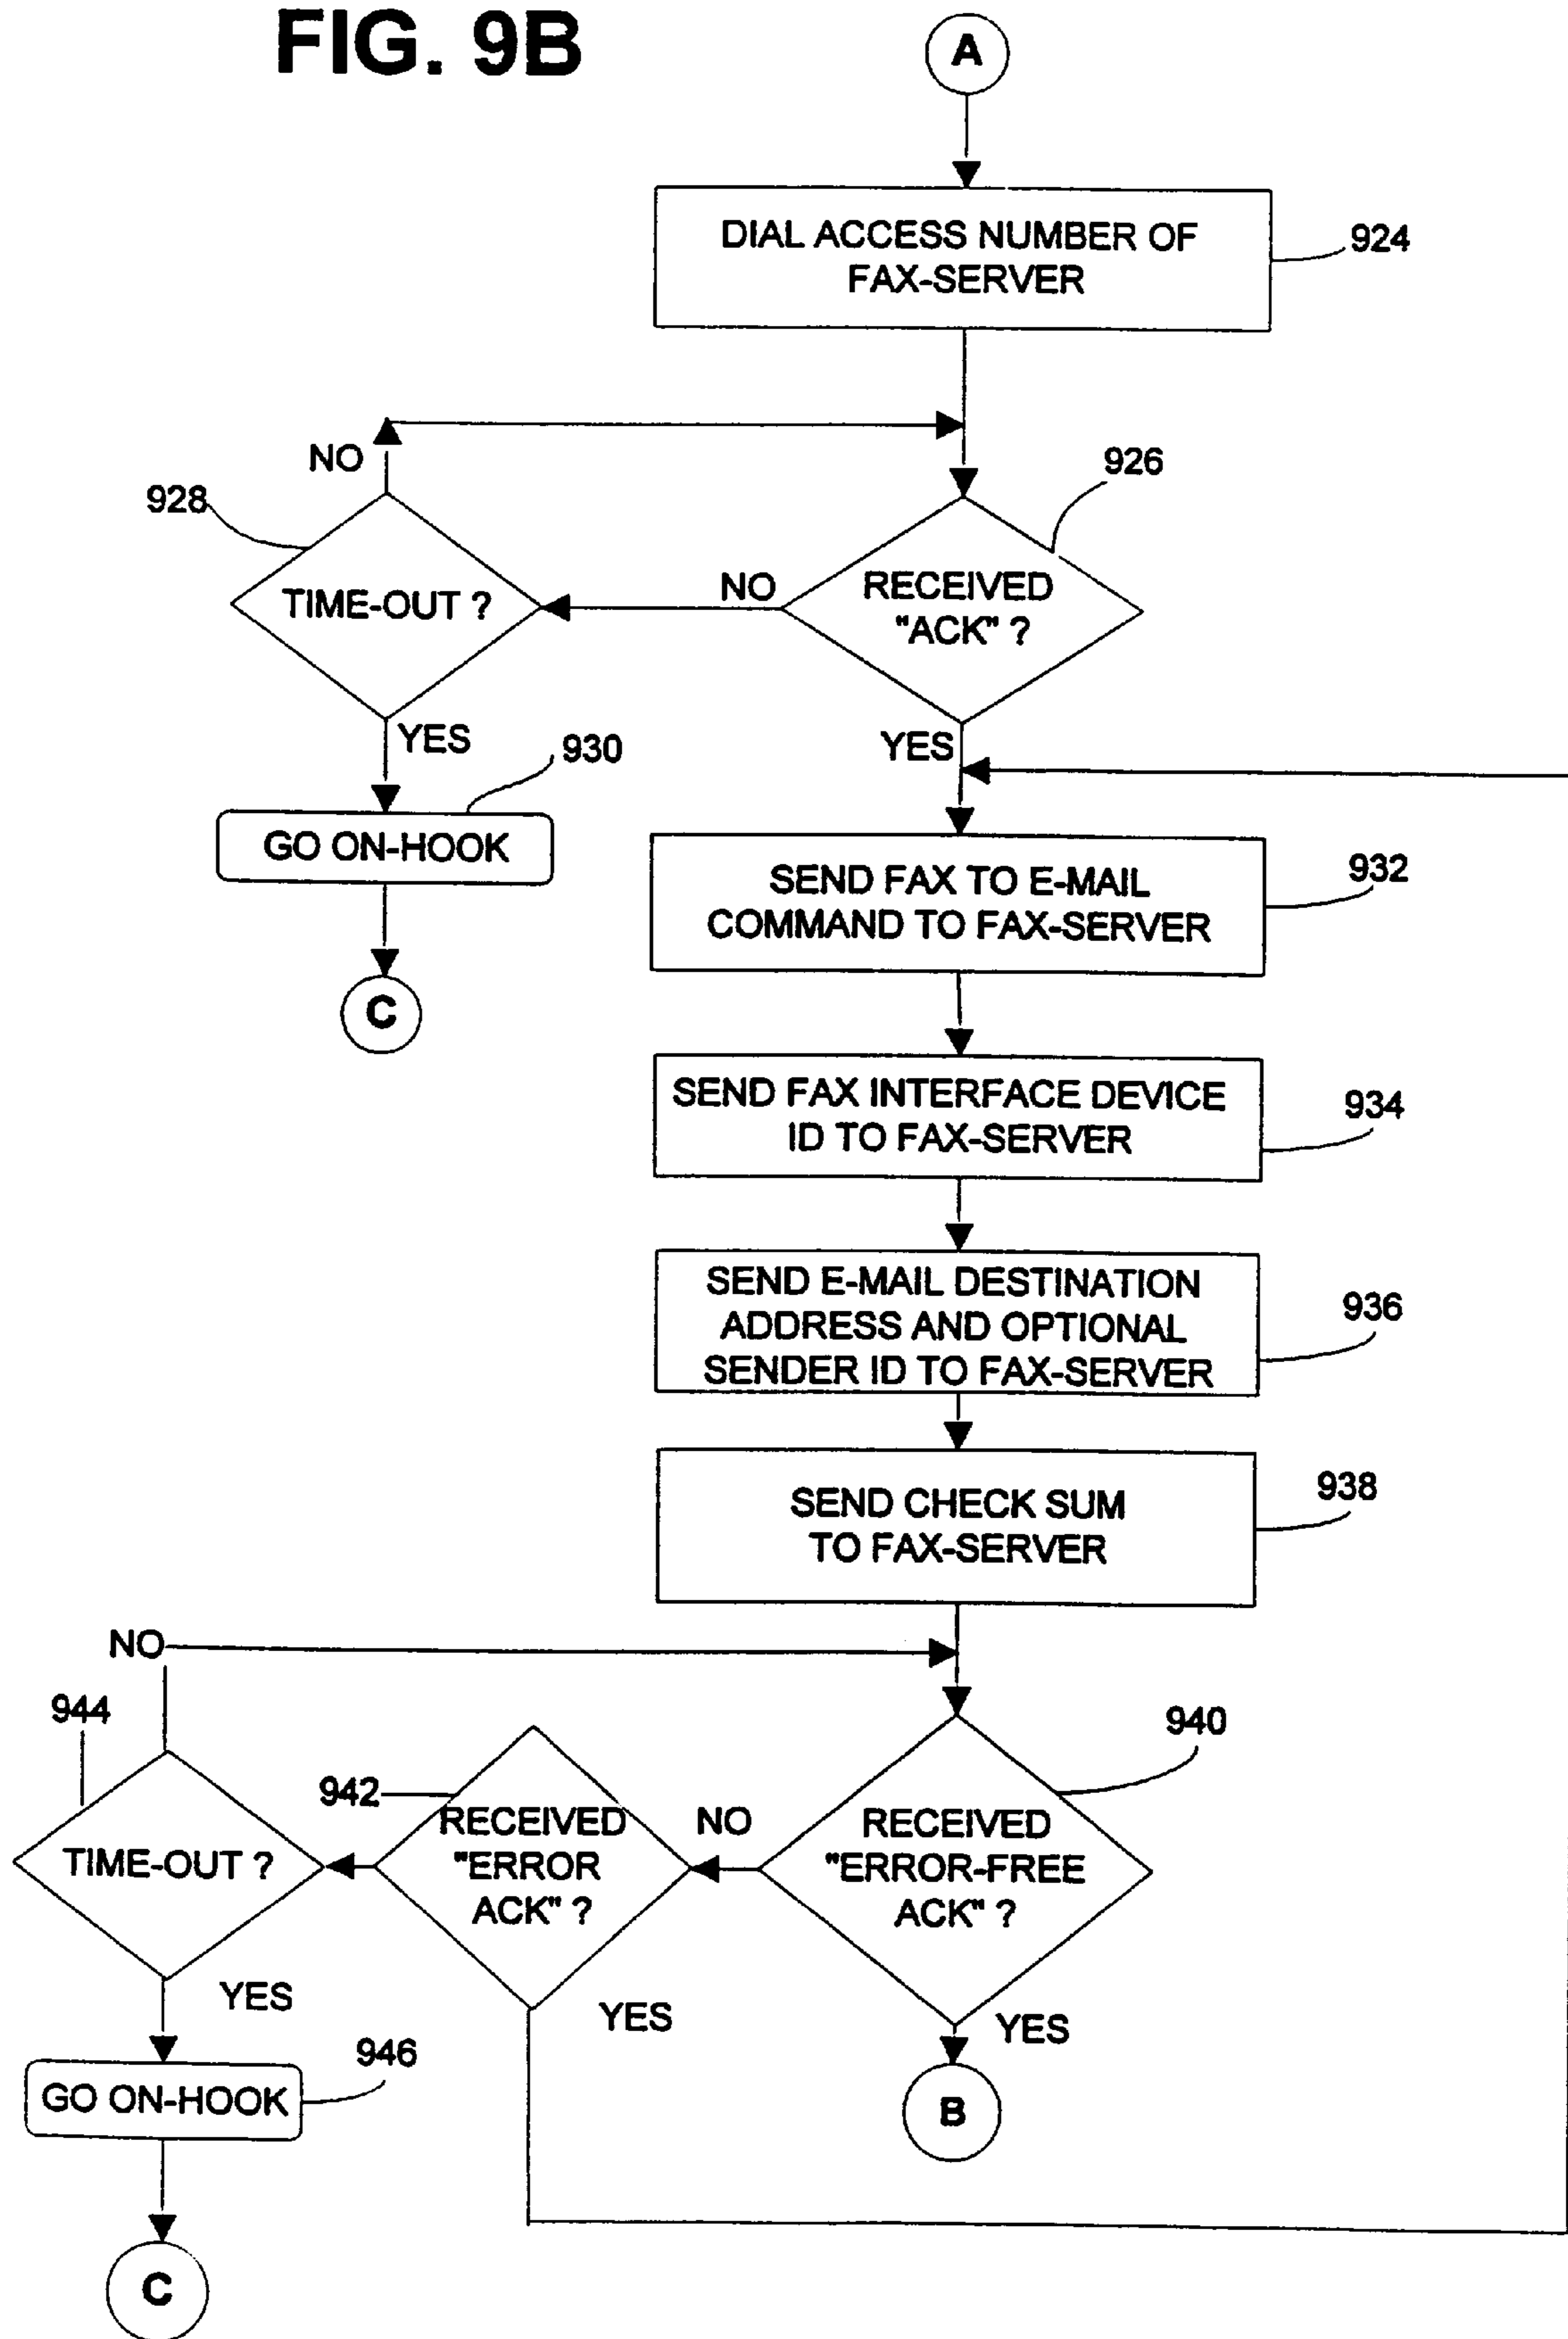 FIG. 9B
A
DIAL ACCESS NUMBER OF
FAX-SERVER
924
NO
928
926
TIME-OUT ?
NO
RECEIVED
"ACK" ?
YES
930
YES
GO ON-HOOK
C
SEND FAX TO E-MAIL
COMMAND TO FAX-SERVER
932
SEND FAX INTERFACE DEVICE
ID TO FAX-SERVER
934
SEND E-MAIL DESTINATION
ADDRESS AND OPTIONAL
SENDER ID TO FAX-SERVER
936
SEND CHECK SUM
TO FAX-SERVER
938
NO
944
942
940
TIME-OUT ?
RECEIVED
"ERROR
ACK" ?
NO
RECEIVED
"ERROR-FREE
ACK" ?
YES
YES
YES
946
GO ON-HOOK
B
C